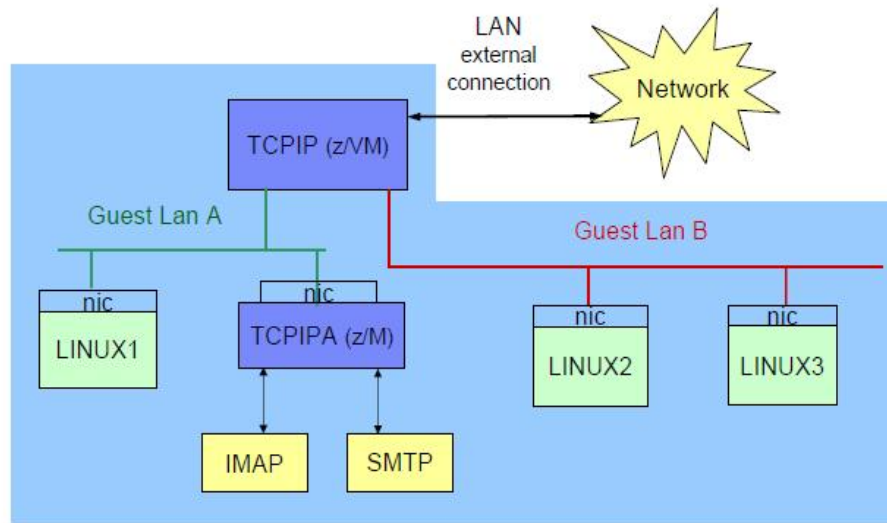 LAN
external
connection
Network
TCPIP (z/VM)
Guest Lan A
Guest Lan B
nic
LINUX1
nic
TCPIPA (z/M)
nic
LINUX2
nic
LINUX3
IMAP
SMTP